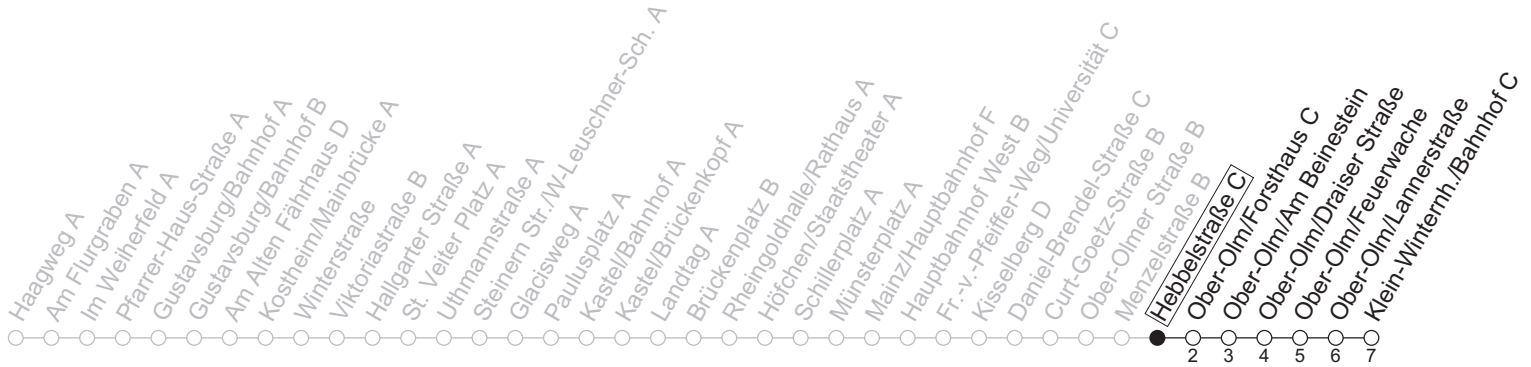 Haagweg A
Am Flurgraben A
Im Weiherfeld A
Pfarrer-Haus-Straße A
Gustavsburg/Bahnhof A
Gustavsburg/Bahnhof B
Am Alten Fährhaus D
Kostheim/Mainbrücke A
Winterstraße
Viktoriastraße B
Hallgarter Straße A
St. Veiter Platz A
Uthmannstraße A
Steinern Str./W-Leuschner-Sch. A
Glacisweg A
Paulusplatz A
Kastel/Bahnhof A
Kastel/Brückenkopf A
Landtag A
Brückenplatz B
Rheingoldhalle/Rathaus A
Höfchen/Staatstheater A
Schillerplatz A
Münsterplatz A
Mainz/Hauptbahnhof F
Hauptbahnhof West B
Fr.-v.-Pfeiffer-Weg/Universität C
Kisselberg D
Daniel-Brendel-Straße C
Curt-Goetz-Straße B
Ober-Olmer Straße B
Menzelstraße B
Hebbelstraße C
Ober-Olm/Forsthaus C
Ober-Olm/Am Beinestein
Ober-Olm/Draiser Straße
Ober-Olm/Feuerwache
Ober-Olm/Lannerstraße
Klein-Winternh./Bahnhof C
2 3 4 5 6 7